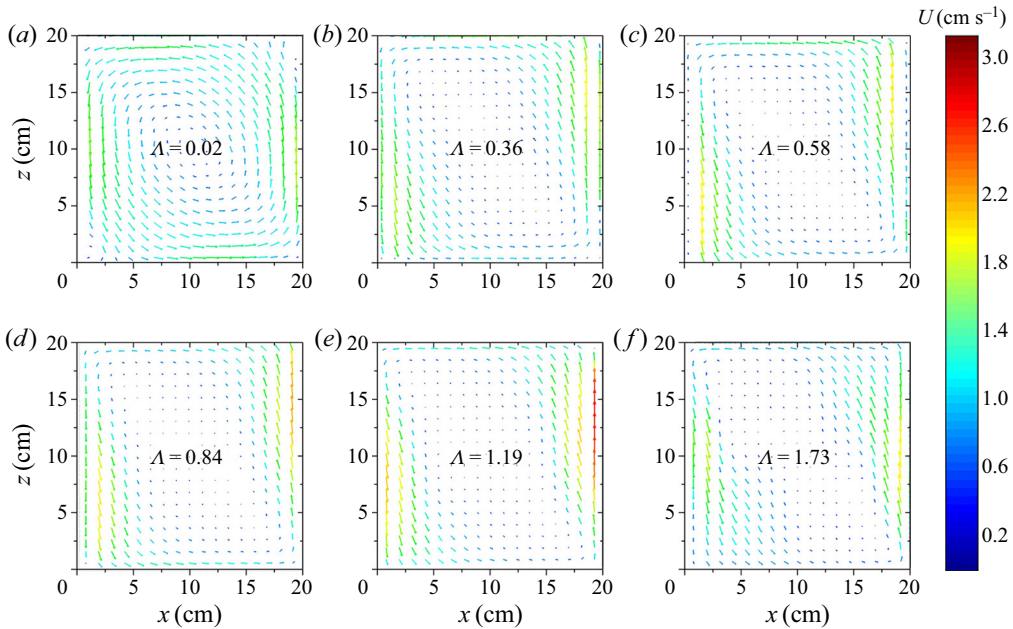 U (cm s⁻¹)
(a) (b) (c)
20 20 20
15 15 15
z (cm) 10 10 10
5 5 5
Λ = 0.02 Λ = 0.36 Λ = 0.58
0 5 10 15 20 0 5 10 15 20 0 5 10 15 20
(d) (e) (f)
20 20 20
15 15 15
z (cm) 10 10 10
5 5 5
Λ = 0.84 Λ = 1.19 Λ = 1.73
0 5 10 15 20 0 5 10 15 20 0 5 10 15 20
x (cm) x (cm) x (cm)
3.0
2.6
2.2
1.8
1.4
1.0
0.6
0.2